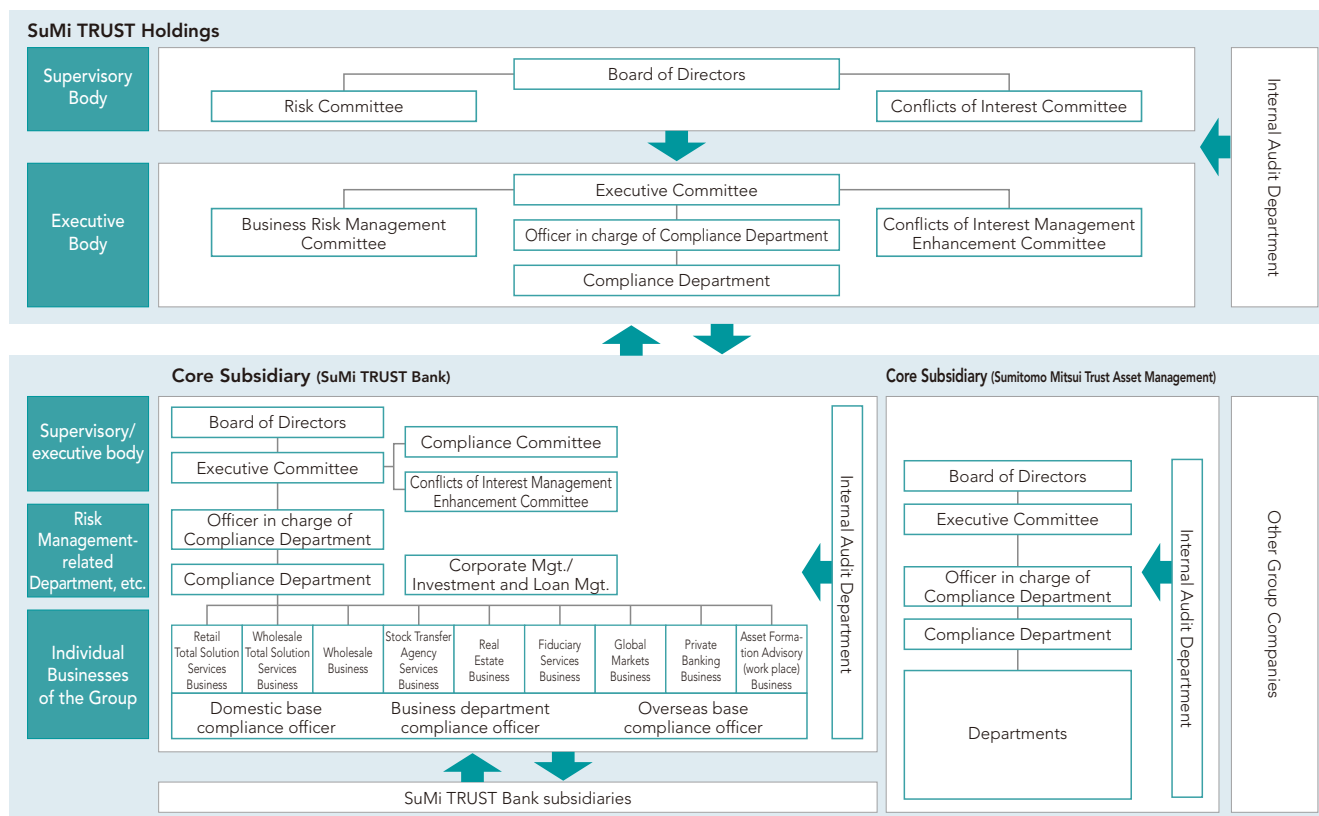 SuMi TRUST Holdings
Supervisory
Body
Board of Directors
Risk Committee
Conflicts of Interest Committee
Internal Audit Department
Executive
Body
Executive Committee
Business Risk Management
Committee
Officer in charge of Compliance Department
Conflicts of Interest Management
Enhancement Committee
Compliance Department
Core Subsidiary (SuMi TRUST Bank)
Core Subsidiary (Sumitomo Mitsui Trust Asset Management)
Supervisory/
executive body
Risk
Management-
related
Department, etc.
Individual
Businesses
of the Group
Board of Directors
Executive Committee
Compliance Committee
Conflicts of Interest Management
Enhancement Committee
Officer in charge of
Compliance Department
Compliance Department
Corporate Mgt./
Investment and Loan Mgt.
Retail
Total Solution
Services
Business
Wholesale
Total Solution
Services
Business
Wholesale
Business
Stock Transfer
Agency
Services
Business
Real
Estate
Business
Fiduciary
Services
Business
Global
Markets
Business
Private
Banking
Business
Asset Forma-
tion Advisory
(work place)
Business
Domestic base
compliance officer
Business department
compliance officer
Overseas base
compliance officer
Internal Audit Department
SuMi TRUST Bank subsidiaries
Board of Directors
Executive Committee
Officer in charge of
Compliance Department
Compliance Department
Departments
Internal Audit Department
Other Group Companies